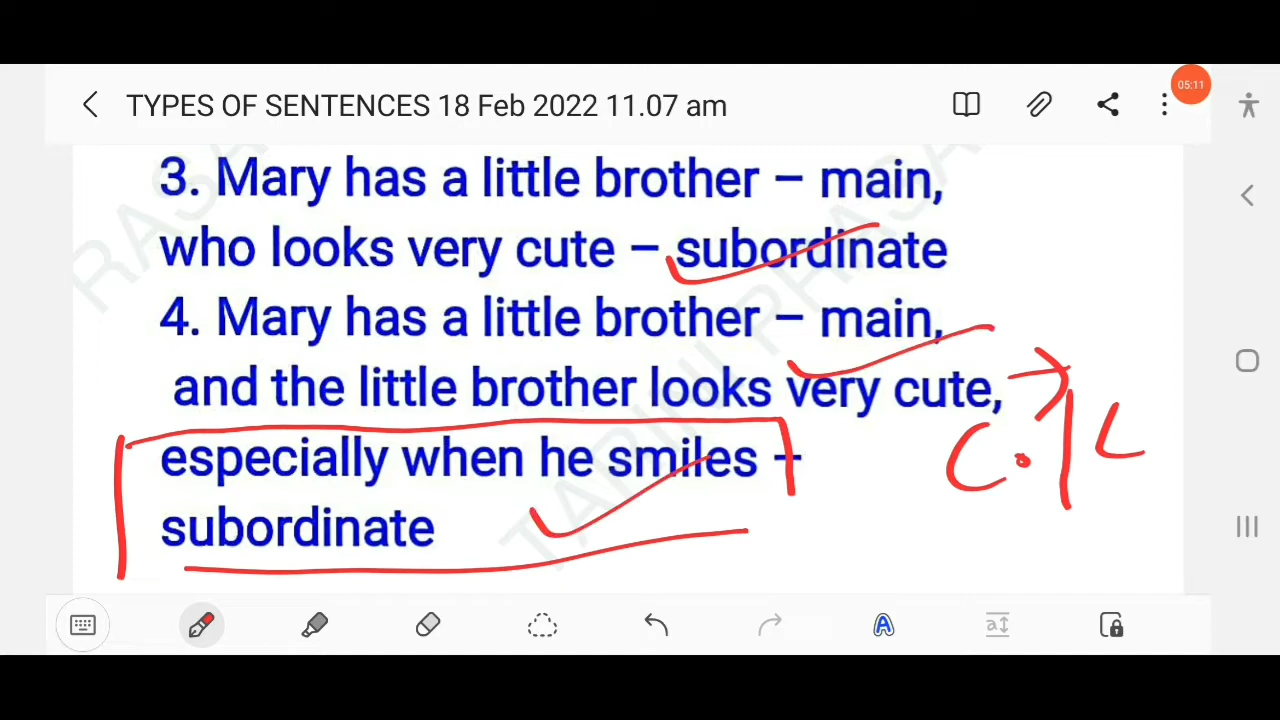 05:11
TYPES OF SENTENCES 18 Feb 2022 11.07 am
3. Mary has a little brother – main,
who looks very cute – subordinate
4. Mary has a little brother – main,
and the little brother looks very cute,
especially when he smiles –
subordinate
TARINI PRASAD